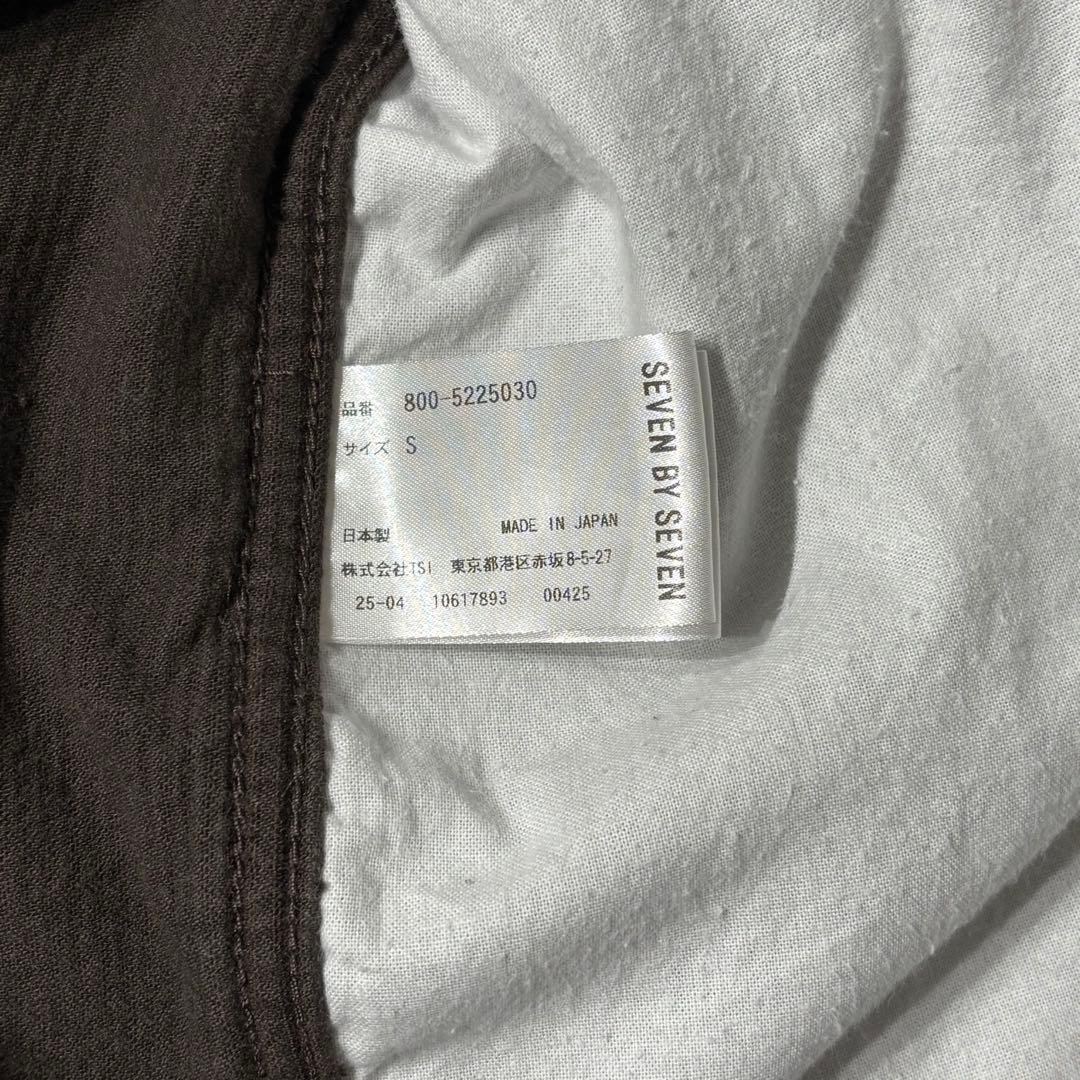 品番 800-5225030
サイズ S
日本製 MADE IN JAPAN
株式会社TSI 東京都港区赤坂8-5-27
25-04 10617893 00425
SEVEN BY SEVEN